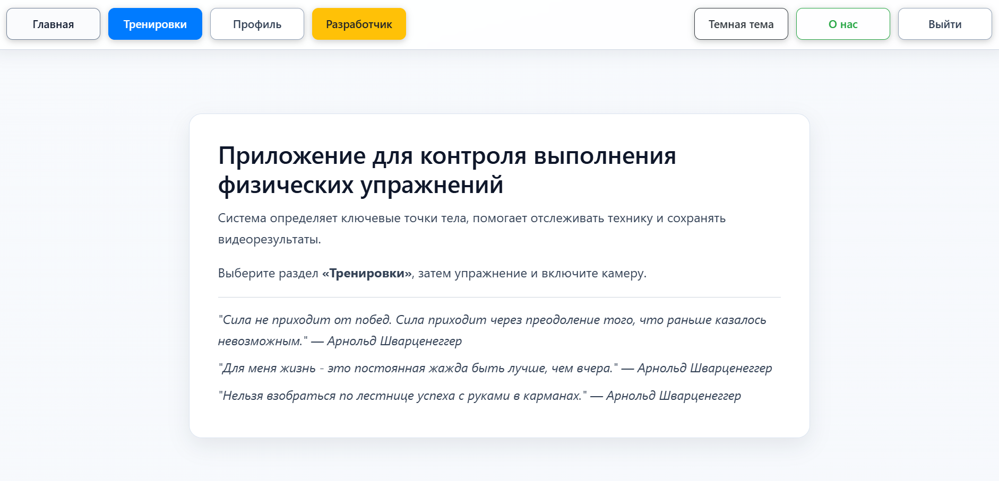 Главная
Тренировки
Профиль
Разработчик
Темная тема
О нас
Выйти
Приложение для контроля выполнения
физических упражнений
Система определяет ключевые точки тела, помогает отслеживать технику и сохранять
видеорезультаты.
Выберите раздел «Тренировки», затем упражнение и включите камеру.
"Сила не приходит от побед. Сила приходит через преодоление того, что раньше казалось
невозможным." — Арнольд Шварценеггер
"Для меня жизнь - это постоянная жажда быть лучше, чем вчера." — Арнольд Шварценеггер
"Нельзя взобраться по лестнице успеха с руками в карманах." — Арнольд Шварценеггер